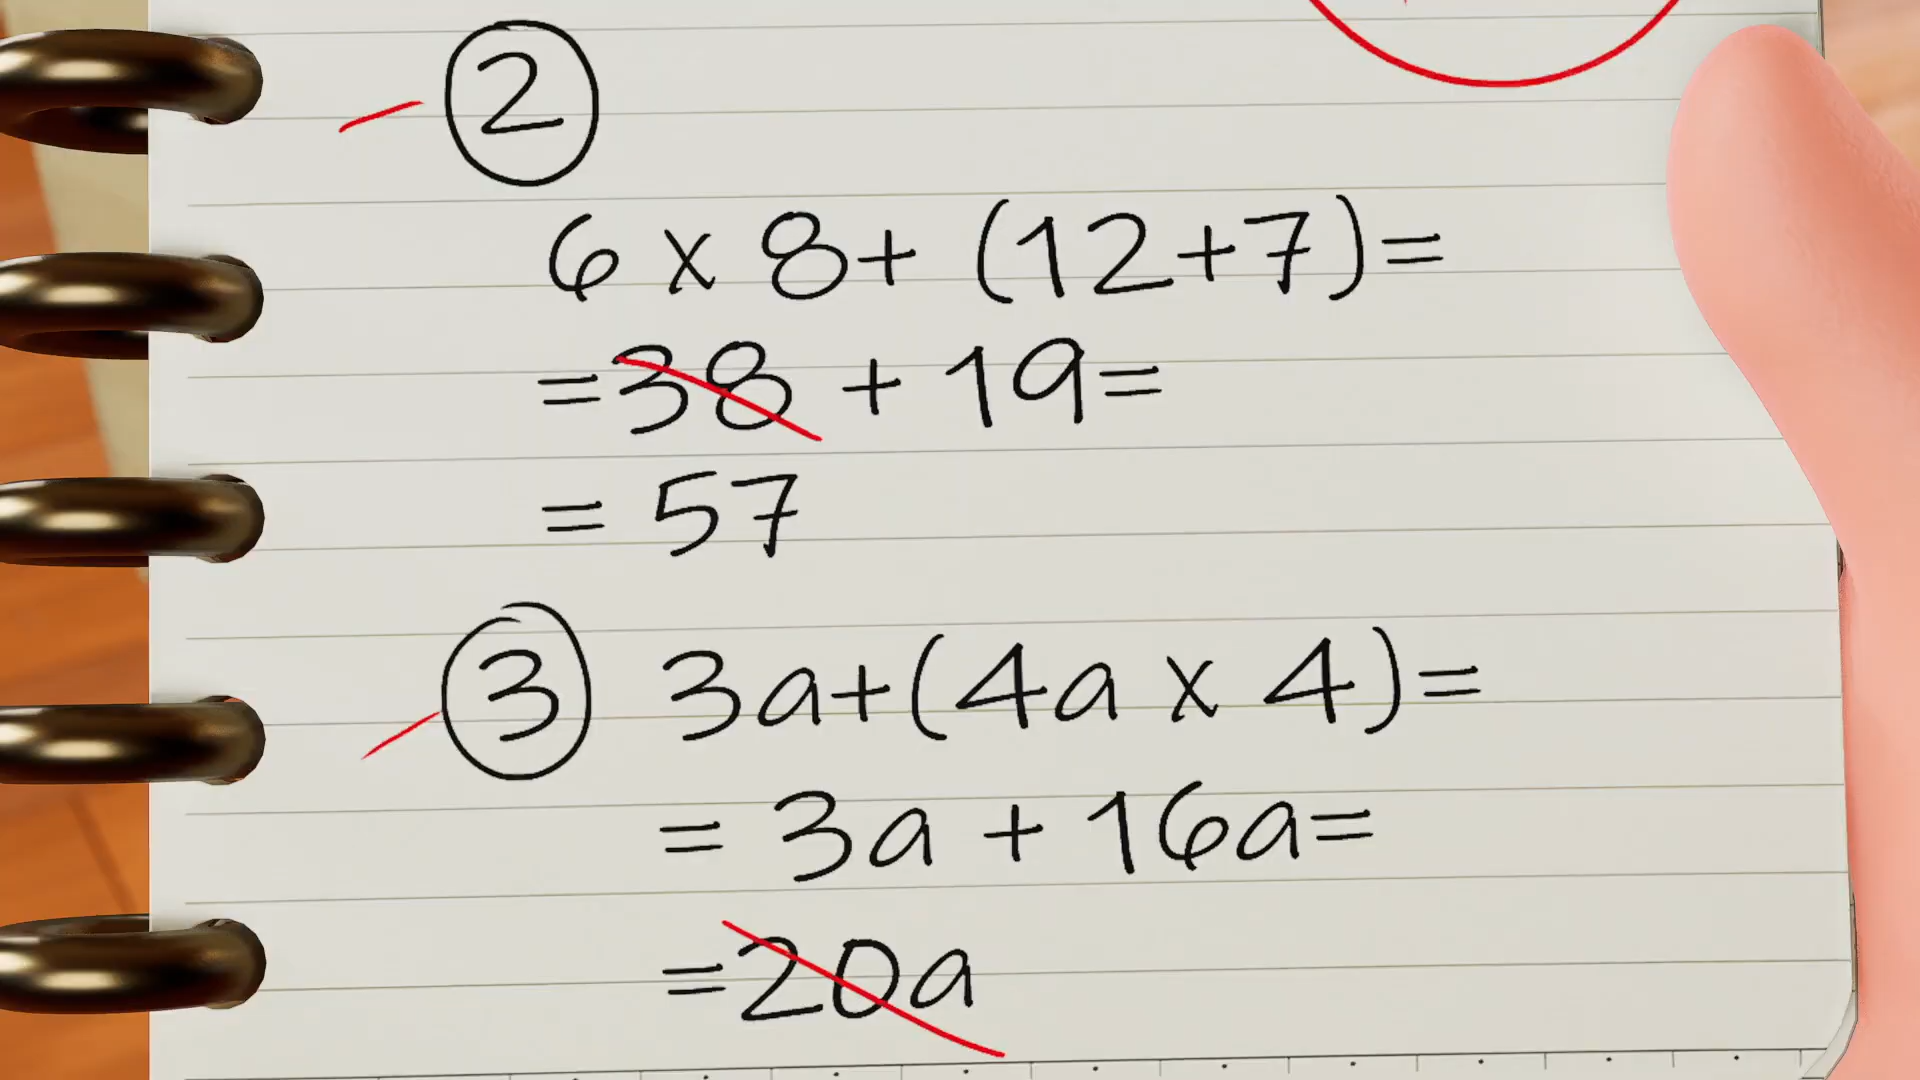 2
6 x 8+ (12+7)=
=38 + 19=
= 57
3 3a+(4a x 4)=
= 3a + 16a=
=20a